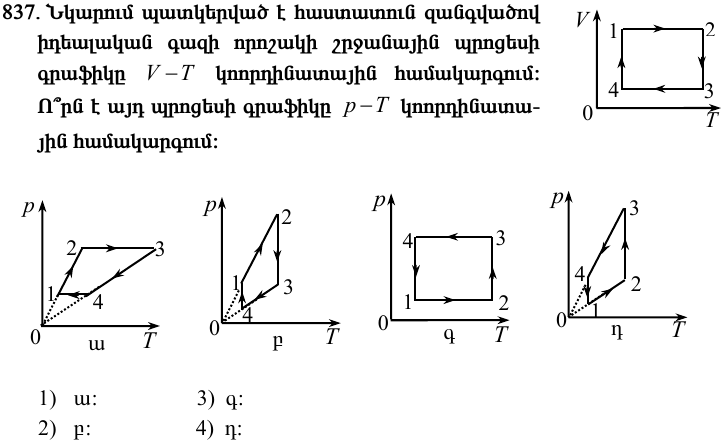 837. Նկարում պատկերված է հաստատուն զանգվածով
իդեալական գազի որոշակի շրջանային պրոցեսի
գրաֆիկը V – T կոորդինատային համակարգում:
Ո՞րն է այդ պրոցեսի գրաֆիկը p – T կոորդինատա-
յին համակարգում:
V
1 2
4 3
0 T
p
2 3
1 4
0 ա T
p
2
1 3
4
0 բ T
p
4 3
1 2
0 գ T
p
3
4 2
1
0 դ T
1) ա: 3) գ:
2) բ: 4) դ: